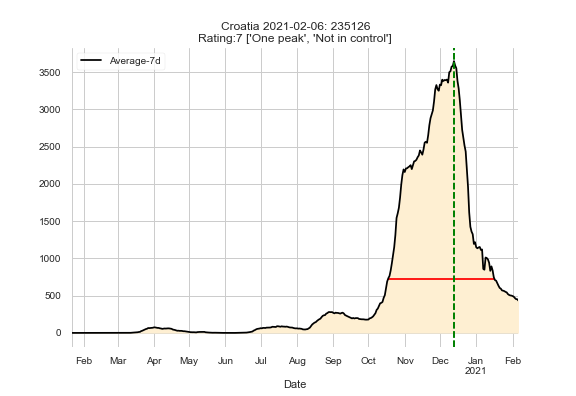 Croatia 2021-02-06: 235126
Rating:7 ['One peak', 'Not in control']
Average-7d
3500
3000
2500
2000
1500
1000
500
0
Feb Mar Apr May Jun Jul Aug Sep Oct Nov Dec Jan Feb
2021
Date